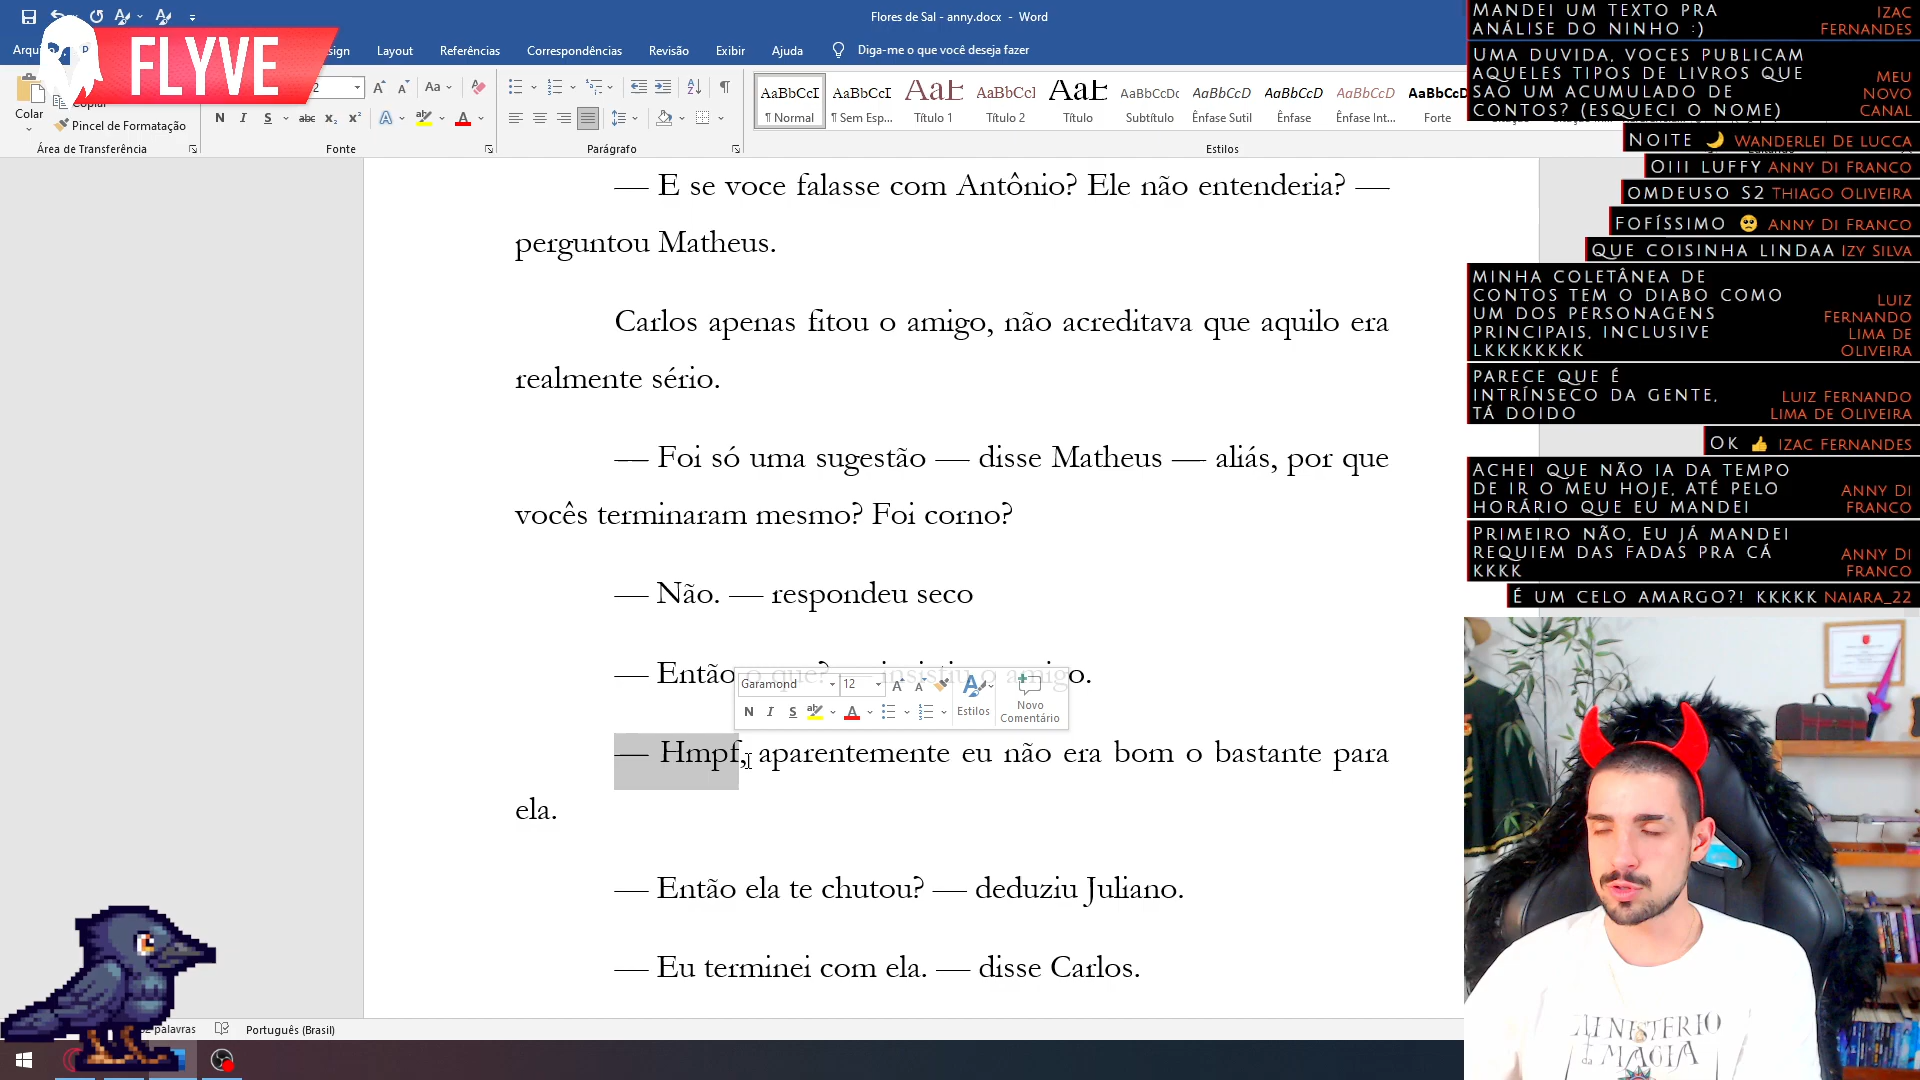 Flores de Sal - anny.docx - Word
Layout
Referências
Correspondências
Revisão
Exibir
Ajuda
Diga-me o que você deseja fazer
FLYVE
Colar
Copiar
Pincel de Formatação
Área de Transferência
Fonte
Parágrafo
Estilos
AaBbCcI
¶ Normal
AaBbCcI
¶ Sem Esp...
AaE
Título 1
AaBbCcl
Título 2
AaE
Título
AaBbCcDc
Subtítulo
AaBbCcD
Ênfase Sutil
AaBbCcD
Ênfase
AaBbCcD
Ênfase Int...
AaBbCcD
Forte
— E se voce falasse com Antônio? Ele não entenderia? —
perguntou Matheus.
Carlos apenas fitou o amigo, não acreditava que aquilo era
realmente sério.
— Foi só uma sugestão — disse Matheus — aliás, por que
vocês terminaram mesmo? Foi corno?
— Não. — respondeu seco
— Então o que? — insistiu o amigo.
Garamond 12
N I S
Estilos
Novo
Comentário
— Hmpf, aparentemente eu não era bom o bastante para
ela.
— Então ela te chutou? — deduziu Juliano.
— Eu terminei com ela. — disse Carlos.
palavras
Português (Brasil)
MANDEI UM TEXTO PRA
ANÁLISE DO NINHO :)
IZAC
FERNANDES
UMA DUVIDA, VOCES PUBLICAM
AQUELES TIPOS DE LIVROS QUE
SAO UM ACUMULADO DE
CONTOS? (ESQUECI O NOME)
MEU
NOVO
CANAL
NOITE 🌙 WANDERLEI DE LUCCA
OIII LUFFY ANNY DI FRANCO
OMDEUSO S2 THIAGO OLIVEIRA
FOFÍSSIMO 🥺 ANNY DI FRANCO
QUE COISINHA LINDAA IZY SILVA
MINHA COLETÂNEA DE
CONTOS TEM O DIABO COMO
UM DOS PERSONAGENS
PRINCIPAIS, INCLUSIVE
LKKKKKKKK
LUIZ
FERNANDO
LIMA DE
OLIVEIRA
PARECE QUE É
INTRÍNSECO DA GENTE,
TÁ DOIDO
LUIZ FERNANDO
LIMA DE OLIVEIRA
OK 👍 IZAC FERNANDES
ACHEI QUE NÃO IA DA TEMPO
DE IR O MEU HOJE, ATÉ PELO
HORÁRIO QUE EU MANDEI
ANNY DI
FRANCO
PRIMEIRO NÃO, EU JÁ MANDEI
REQUIEM DAS FADAS PRA CÁ
KKKK
ANNY DI
FRANCO
É UM CELO AMARGO?! KKKKK NAIARA_22
MINISTÉRIO
da
MAGIA